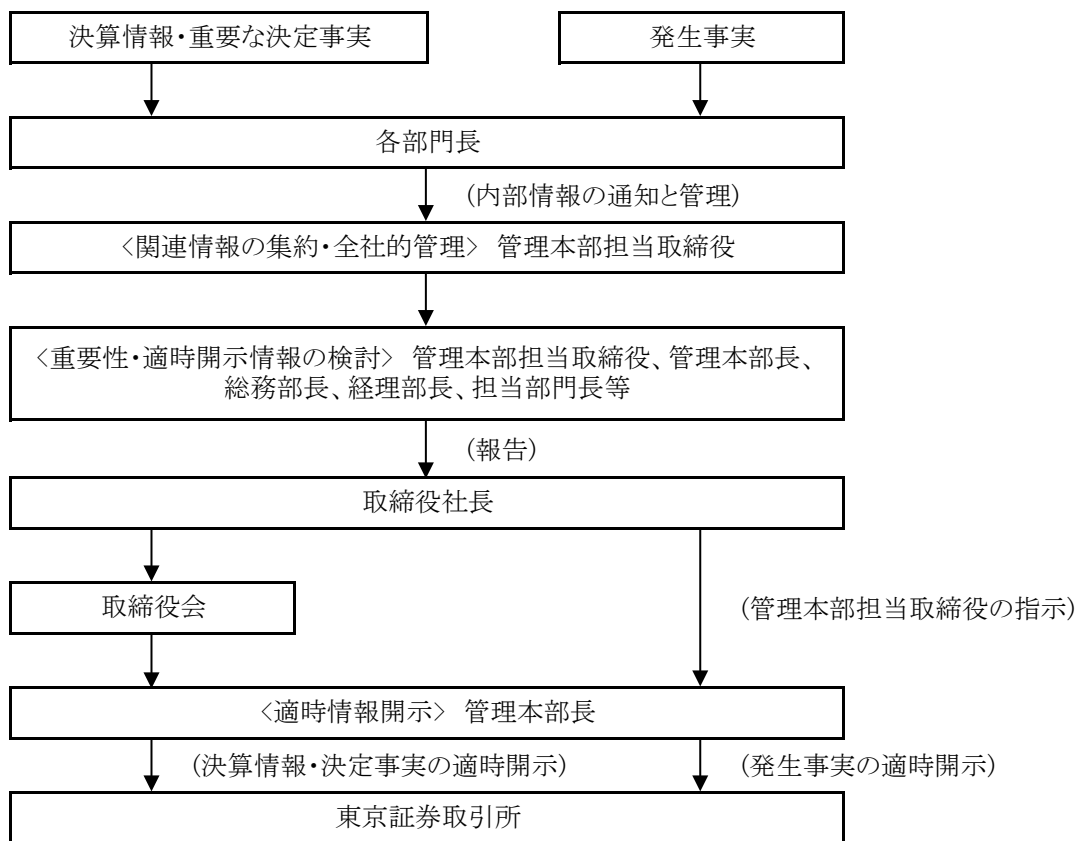 決算情報・重要な決定事実
発生事実
各部門長
(内部情報の通知と管理)
<関連情報の集約・全社的管理> 管理本部担当取締役
<重要性・適時開示情報の検討> 管理本部担当取締役、管理本部長、
総務部長、経理部長、担当部門長等
(報告)
取締役社長
取締役会
(管理本部担当取締役の指示)
<適時情報開示> 管理本部長
(決算情報・決定事実の適時開示)
(発生事実の適時開示)
東京証券取引所